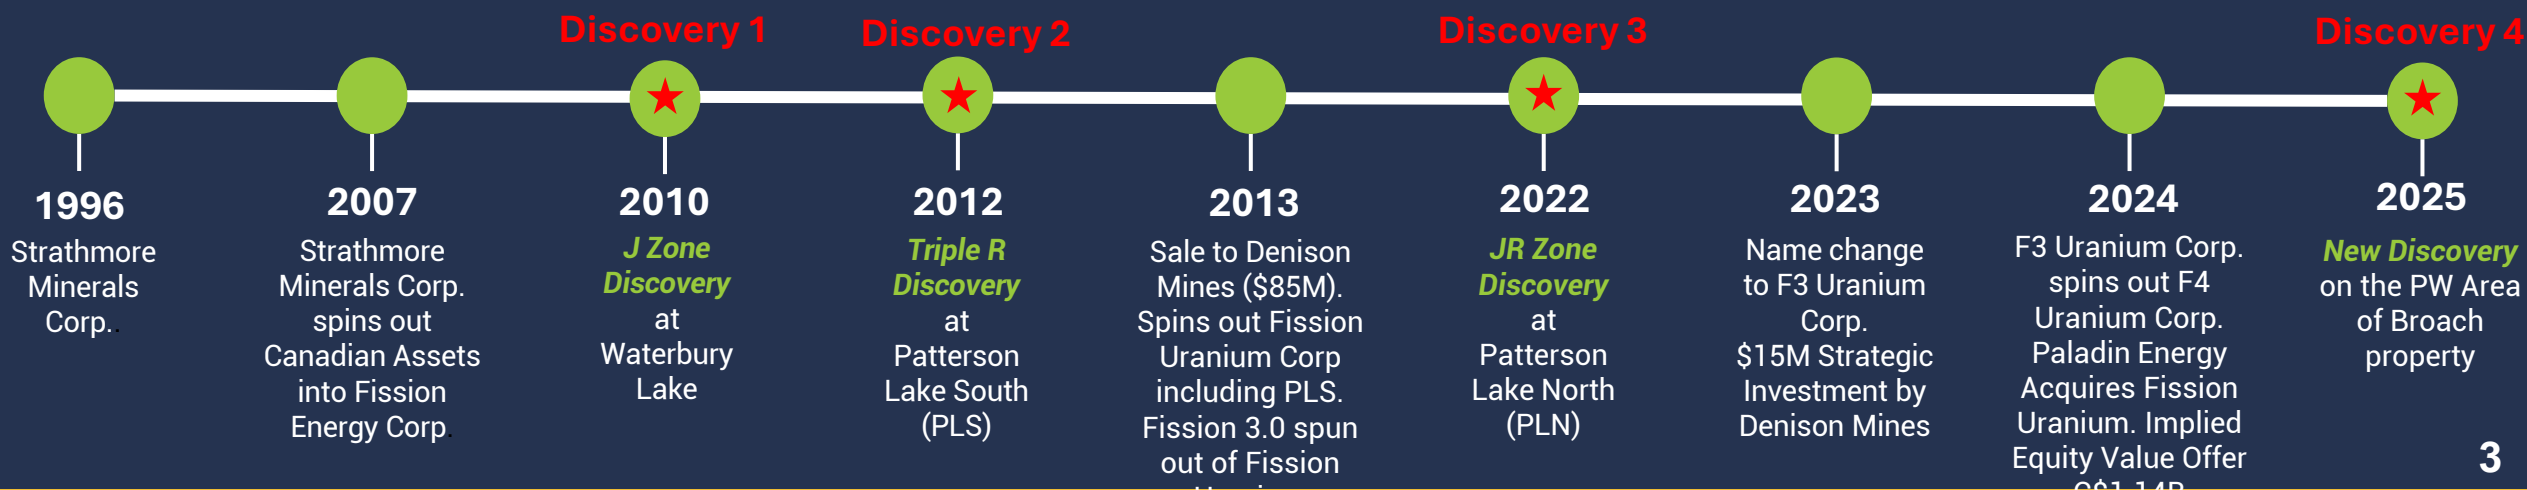 Discovery 1
Discovery 2
Discovery 3
Discovery 4
1996
Strathmore
Minerals
Corp..
2007
Strathmore
Minerals Corp.
spins out
Canadian Assets
into Fission
Energy Corp.
2010
J Zone
Discovery
at
Waterbury
Lake
2012
Triple R
Discovery
at
Patterson
Lake South
(PLS)
2013
Sale to Denison
Mines ($85M).
Spins out Fission
Uranium Corp
including PLS.
Fission 3.0 spun
out of Fission
2022
JR Zone
Discovery
at
Patterson
Lake North
(PLN)
2023
Name change
to F3 Uranium
Corp.
$15M Strategic
Investment by
Denison Mines
2024
F3 Uranium Corp.
spins out F4
Uranium Corp.
Paladin Energy
Acquires Fission
Uranium. Implied
Equity Value Offer
2025
New Discovery
on the PW Area
of Broach
property
3